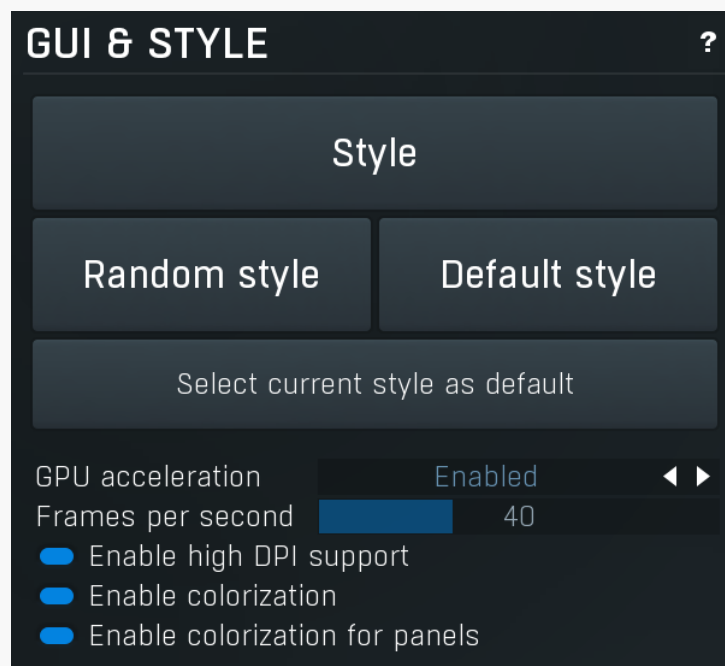 GUI & STYLE ?
Style
Random style Default style
Select current style as default
GPU acceleration Enabled
Frames per second 40
Enable high DPI support
Enable colorization
Enable colorization for panels